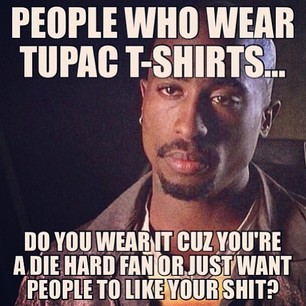 PEOPLE WHO WEAR
TUPAC T-SHIRTS...
DO YOU WEAR IT CUZ YOU'RE
A DIE HARD FAN OR JUST WANT
PEOPLE TO LIKE YOUR SHIT?